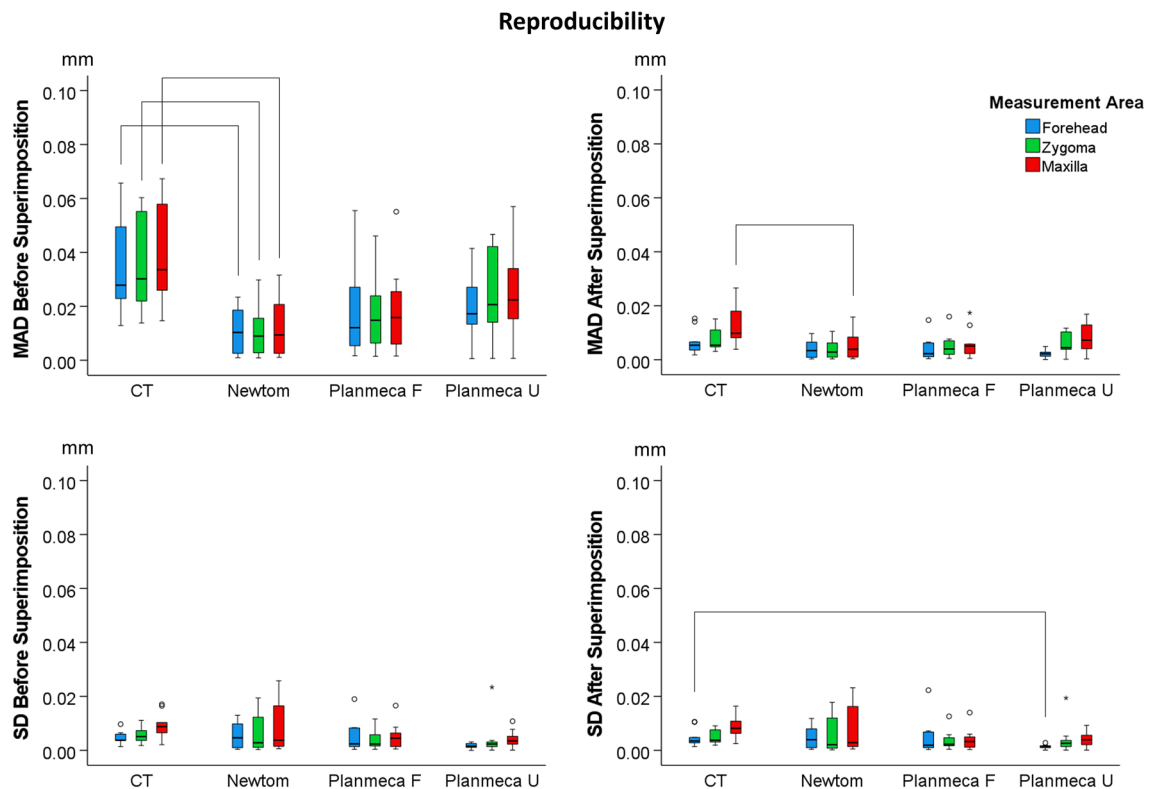 Reproducibility
mm
MAD Before Superimposition
0.10
0.08
0.06
0.04
0.02
0.00
CT Newtom Planmeca F Planmeca U
mm
MAD After Superimposition
0.10
0.08
0.06
0.04
0.02
0.00
CT Newtom Planmeca F Planmeca U
Measurement Area
Forehead
Zygoma
Maxilla
mm
SD Before Superimposition
0.10
0.08
0.06
0.04
0.02
0.00
CT Newtom Planmeca F Planmeca U
mm
SD After Superimposition
0.10
0.08
0.06
0.04
0.02
0.00
CT Newtom Planmeca F Planmeca U